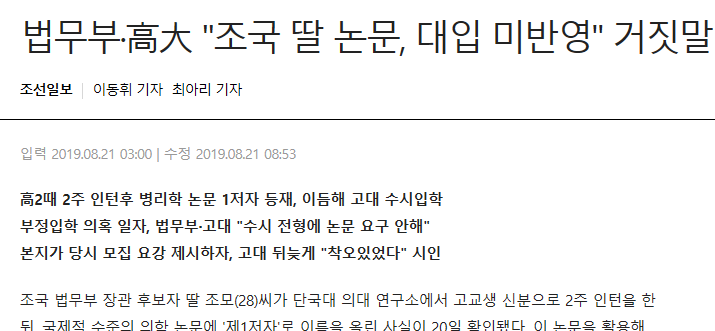 법무부·高大 "조국 딸 논문, 대입 미반영" 거짓말
조선일보 | 이동휘 기자 최아리 기자
입력 2019.08.21 03:00 | 수정 2019.08.21 08:53
高2때 2주 인턴후 병리학 논문 1저자 등재, 이듬해 고대 수시입학
부정입학 의혹 일자, 법무부·고대 "수시 전형에 논문 요구 안해"
본지가 당시 모집 요강 제시하자, 고대 뒤늦게 "착오있었다" 시인
조국 법무부 장관 후보자 딸 조모(28)씨가 단국대 의대 연구소에서 고교생 신분으로 2주 인턴을 한
뒤, 국제적 수준의 의학 논문에 '제1저자'로 이름을 올린 사실이 20일 확인됐다. 이 논문을 활용해